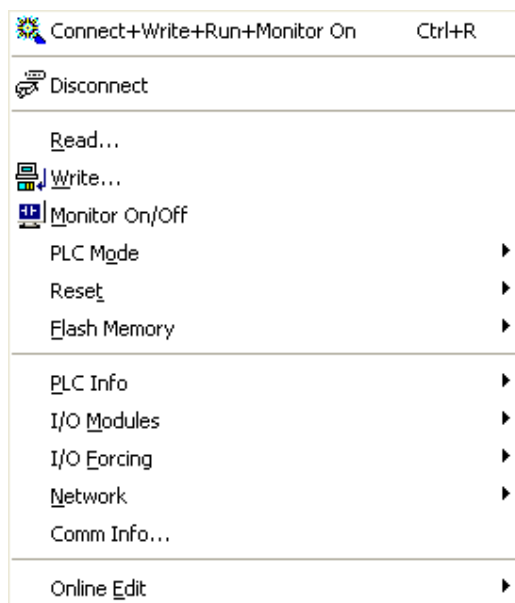 Connect+Write+Run+Monitor On Ctrl+R
Disconnect
Read...
Write...
Monitor On/Off
PLC Mode
Reset
Flash Memory
PLC Info
I/O Modules
I/O Forcing
Network
Comm Info...
Online Edit